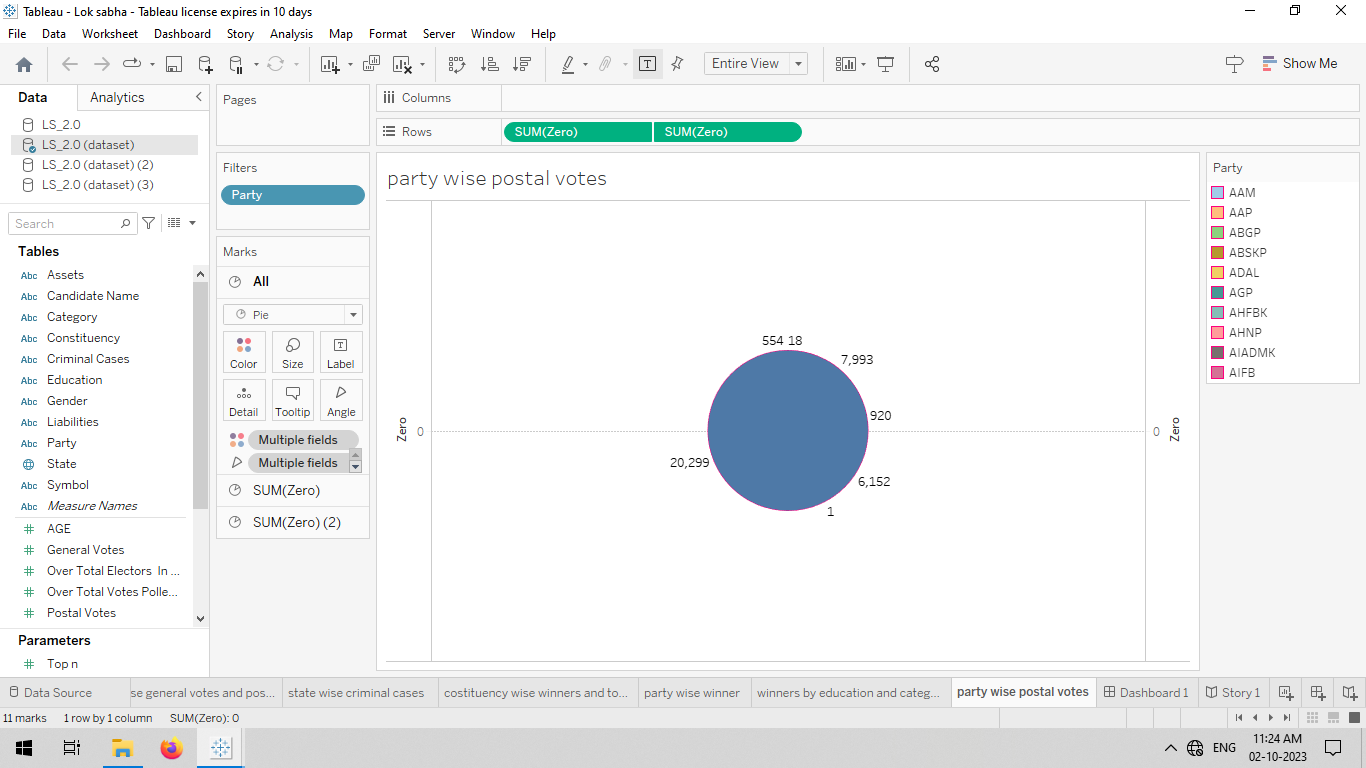 Tableau - Lok sabha - Tableau license expires in 10 days
File Data Worksheet Dashboard Story Analysis Map Format Server Window Help
Entire View
Show Me
Data Analytics
LS_2.0
LS_2.0 (dataset)
LS_2.0 (dataset) (2)
LS_2.0 (dataset) (3)
Search
Tables
Abc Assets
Abc Candidate Name
Abc Category
Abc Constituency
Abc Criminal Cases
Abc Education
Abc Gender
Abc Liabilities
Abc Party
State
Abc Symbol
Abc Measure Names
# AGE
# General Votes
# Over Total Electors In ...
# Over Total Votes Polle...
# Postal Votes
Parameters
# Top n
Pages
Filters
Party
Marks
All
Pie
Color Size
T Label
Detail Tooltip Angle
Multiple fields
Multiple fields
SUM(Zero)
SUM(Zero) (2)
Columns
Rows SUM(Zero) SUM(Zero)
party wise postal votes
554 18
7,993
920
Zero 0
0 Zero
20,299
6,152
1
Party
AAM
AAP
ABGP
ABSKP
ADAL
AGP
AHFBK
AHNP
AIADMK
AIFB
Data Source se general votes and pos... state wise criminal cases costituency wise winners and to... party wise winner winners by education and categ... party wise postal votes Dashboard 1 Story 1
11 marks 1 row by 1 column SUM(Zero): 0
ENG
11:24 AM
02-10-2023